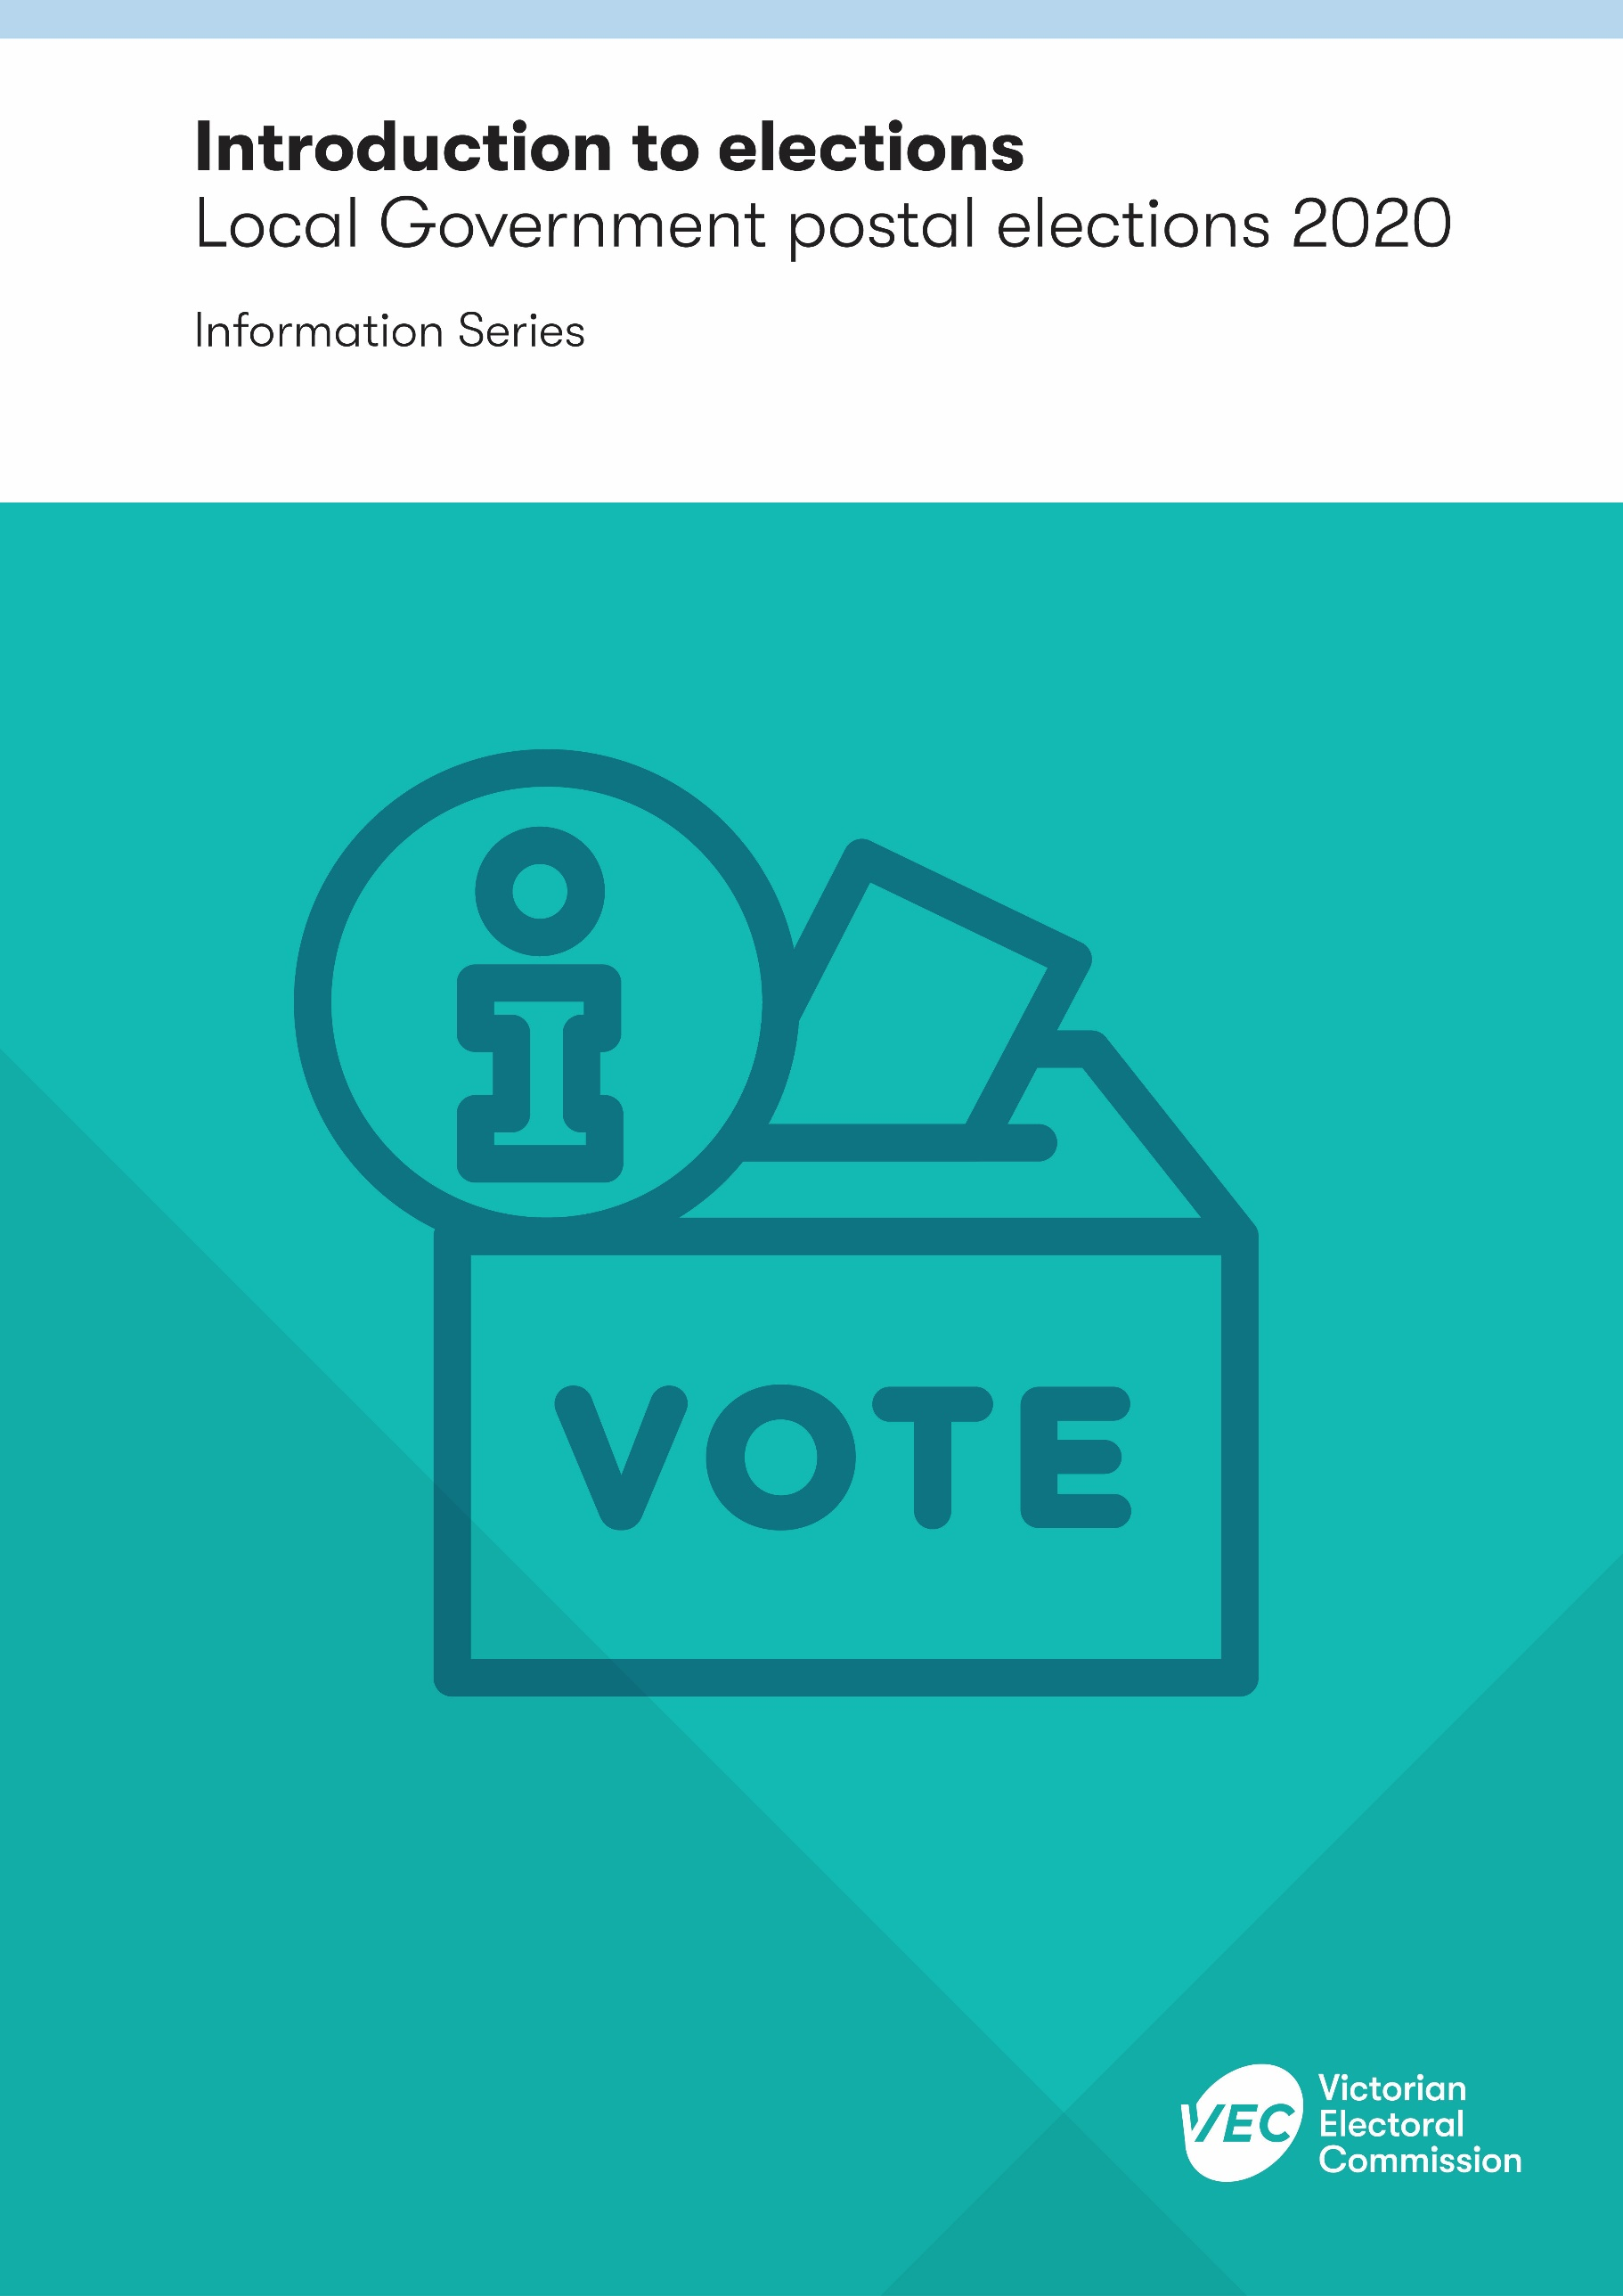 Introduction to elections
Local Government postal elections 2020
Information Series
i
VOTE
VEC
Victorian
Electoral
Commission